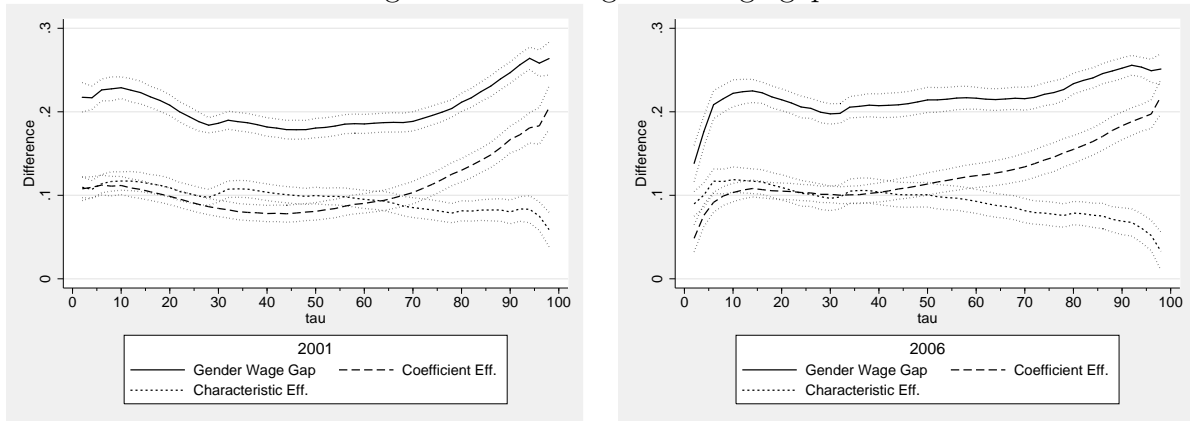 .3
.2
.1
0
Difference
0 10 20 30 40 50 60 70 80 90 100
tau
2001
Gender Wage Gap Coefficient Eff.
Characteristic Eff.
.3
.2
.1
0
Difference
0 10 20 30 40 50 60 70 80 90 100
tau
2006
Gender Wage Gap Coefficient Eff.
Characteristic Eff.